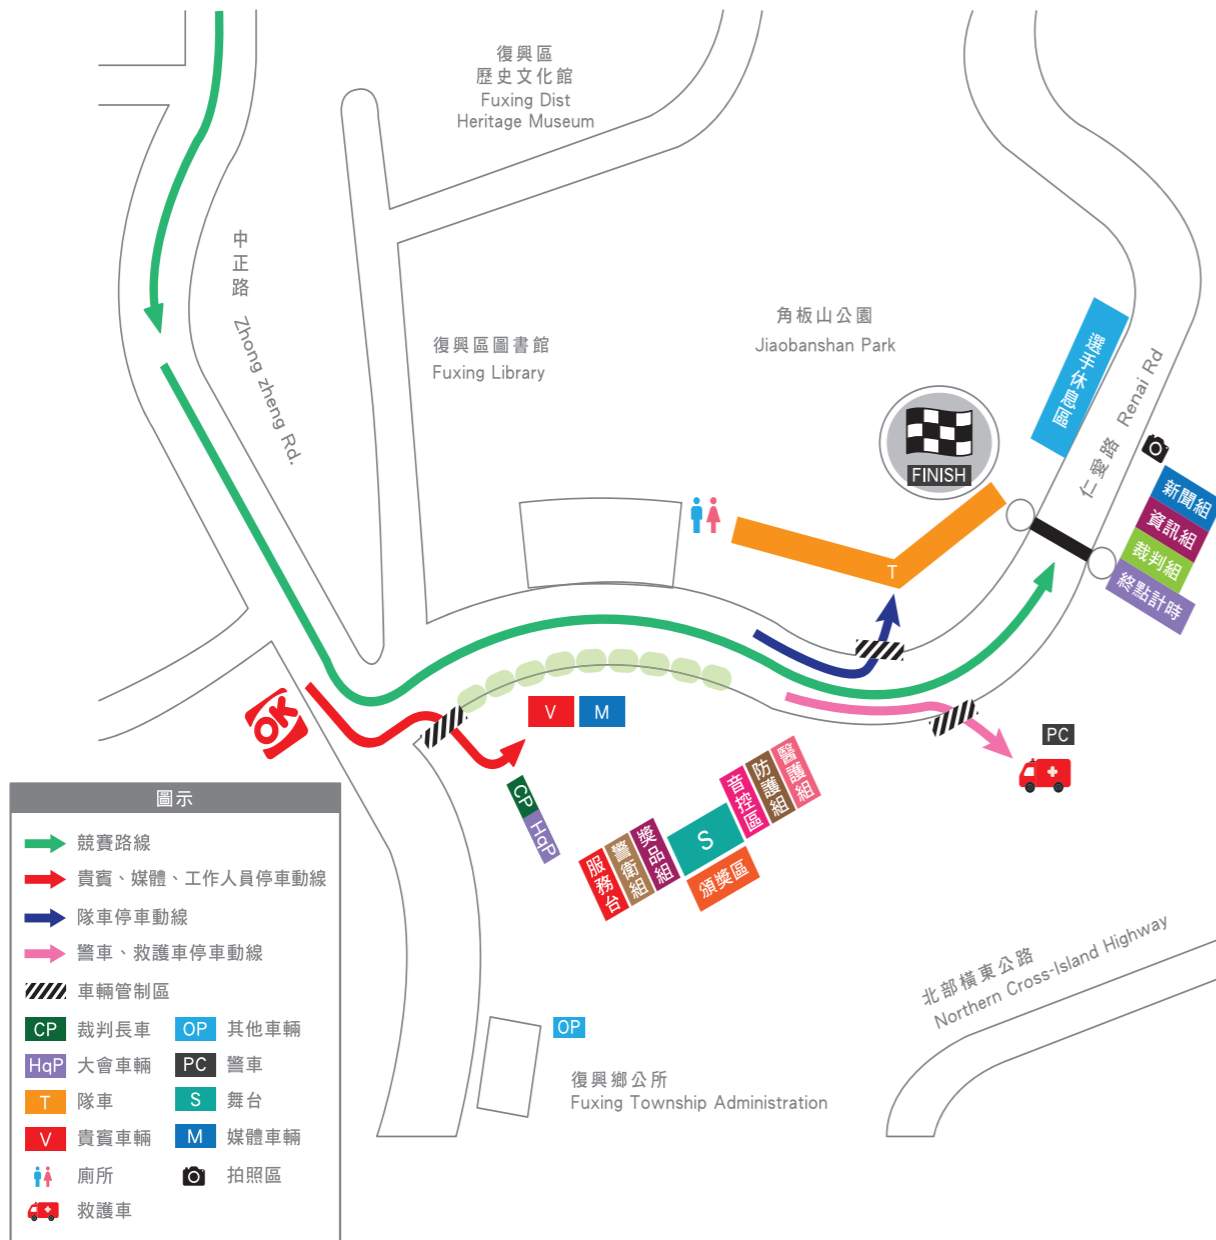 復興區
歷史文化館
Fuxing Dist
Heritage Museum
中正路 Zhong zheng Rd.
復興區圖書館
Fuxing Library
角板山公園
Jiaobanshan Park
選手休息區
仁愛路 Renai Rd
FINISH
新聞組
資訊組
裁判組
終點計時
T
OK
V
M
PC
CP
HqP
服務台
警衛組
獎品組
S
頒獎區
音控區
防護組
醫護組
北部橫東公路
Northern Cross-Island Highway
OP
復興鄉公所
Fuxing Township Administration
圖示
競賽路線
貴賓、媒體、工作人員停車動線
隊車停車動線
警車、救護車停車動線
車輛管制區
CP 裁判長車
OP 其他車輛
HqP 大會車輛
PC 警車
T 隊車
S 舞台
V 貴賓車輛
M 媒體車輛
廁所
拍照區
救護車